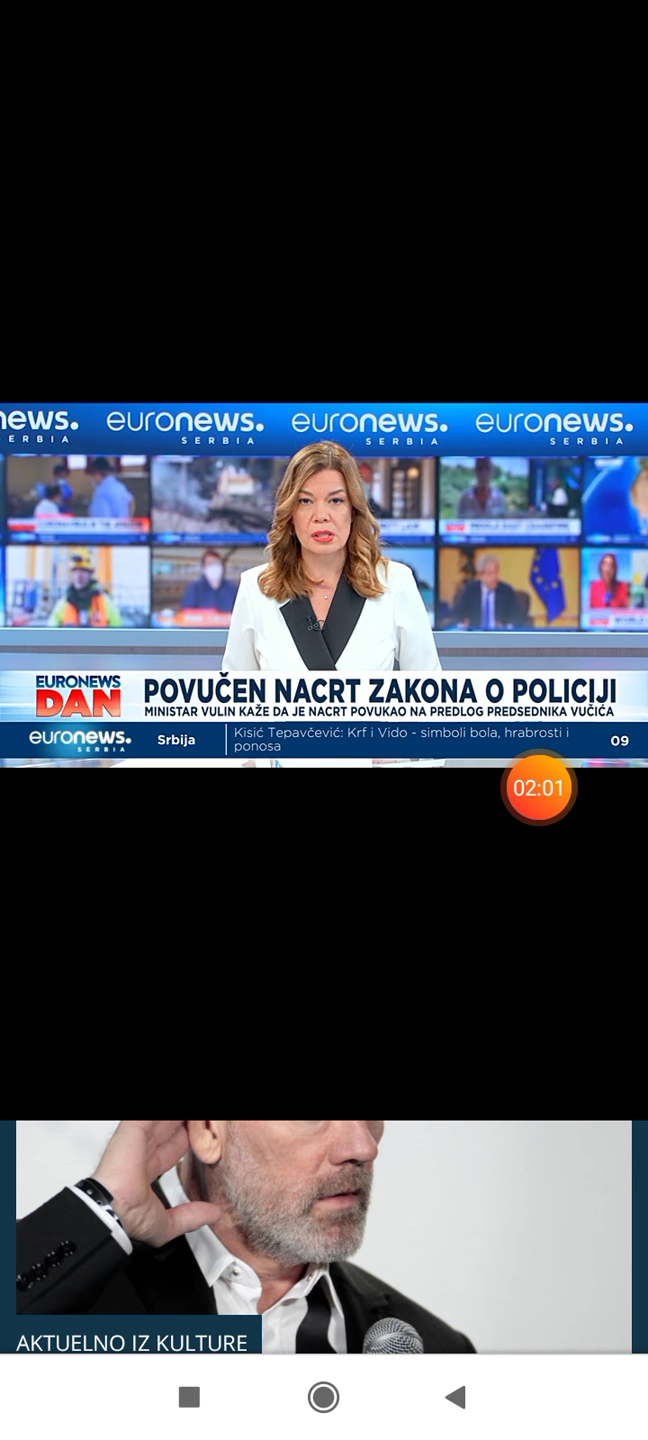 news.
ERBIA
euronews.
SERBIA
euronews.
SERBIA
euronews.
SERBIA
EURONEWS
DAN
POVUČEN NACRT ZAKONA O POLICIJI
MINISTAR VULIN KAŽE DA JE NACRT POVUKAO NA PREDLOG PREDSEDNIKA VUČIĆA
euronews.
SERBIA
Srbija
Kisić Tepavčević: Krf i Vido - simboli bola, hrabrosti i
ponosa
09
02:01
AKTUELNO IZ KULTURE